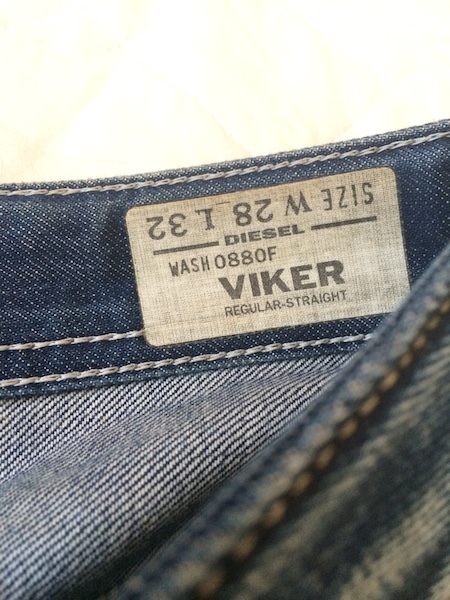 SIZE W 28 L 32
DIESEL
WASH 0880F
VIKER
REGULAR-STRAIGHT